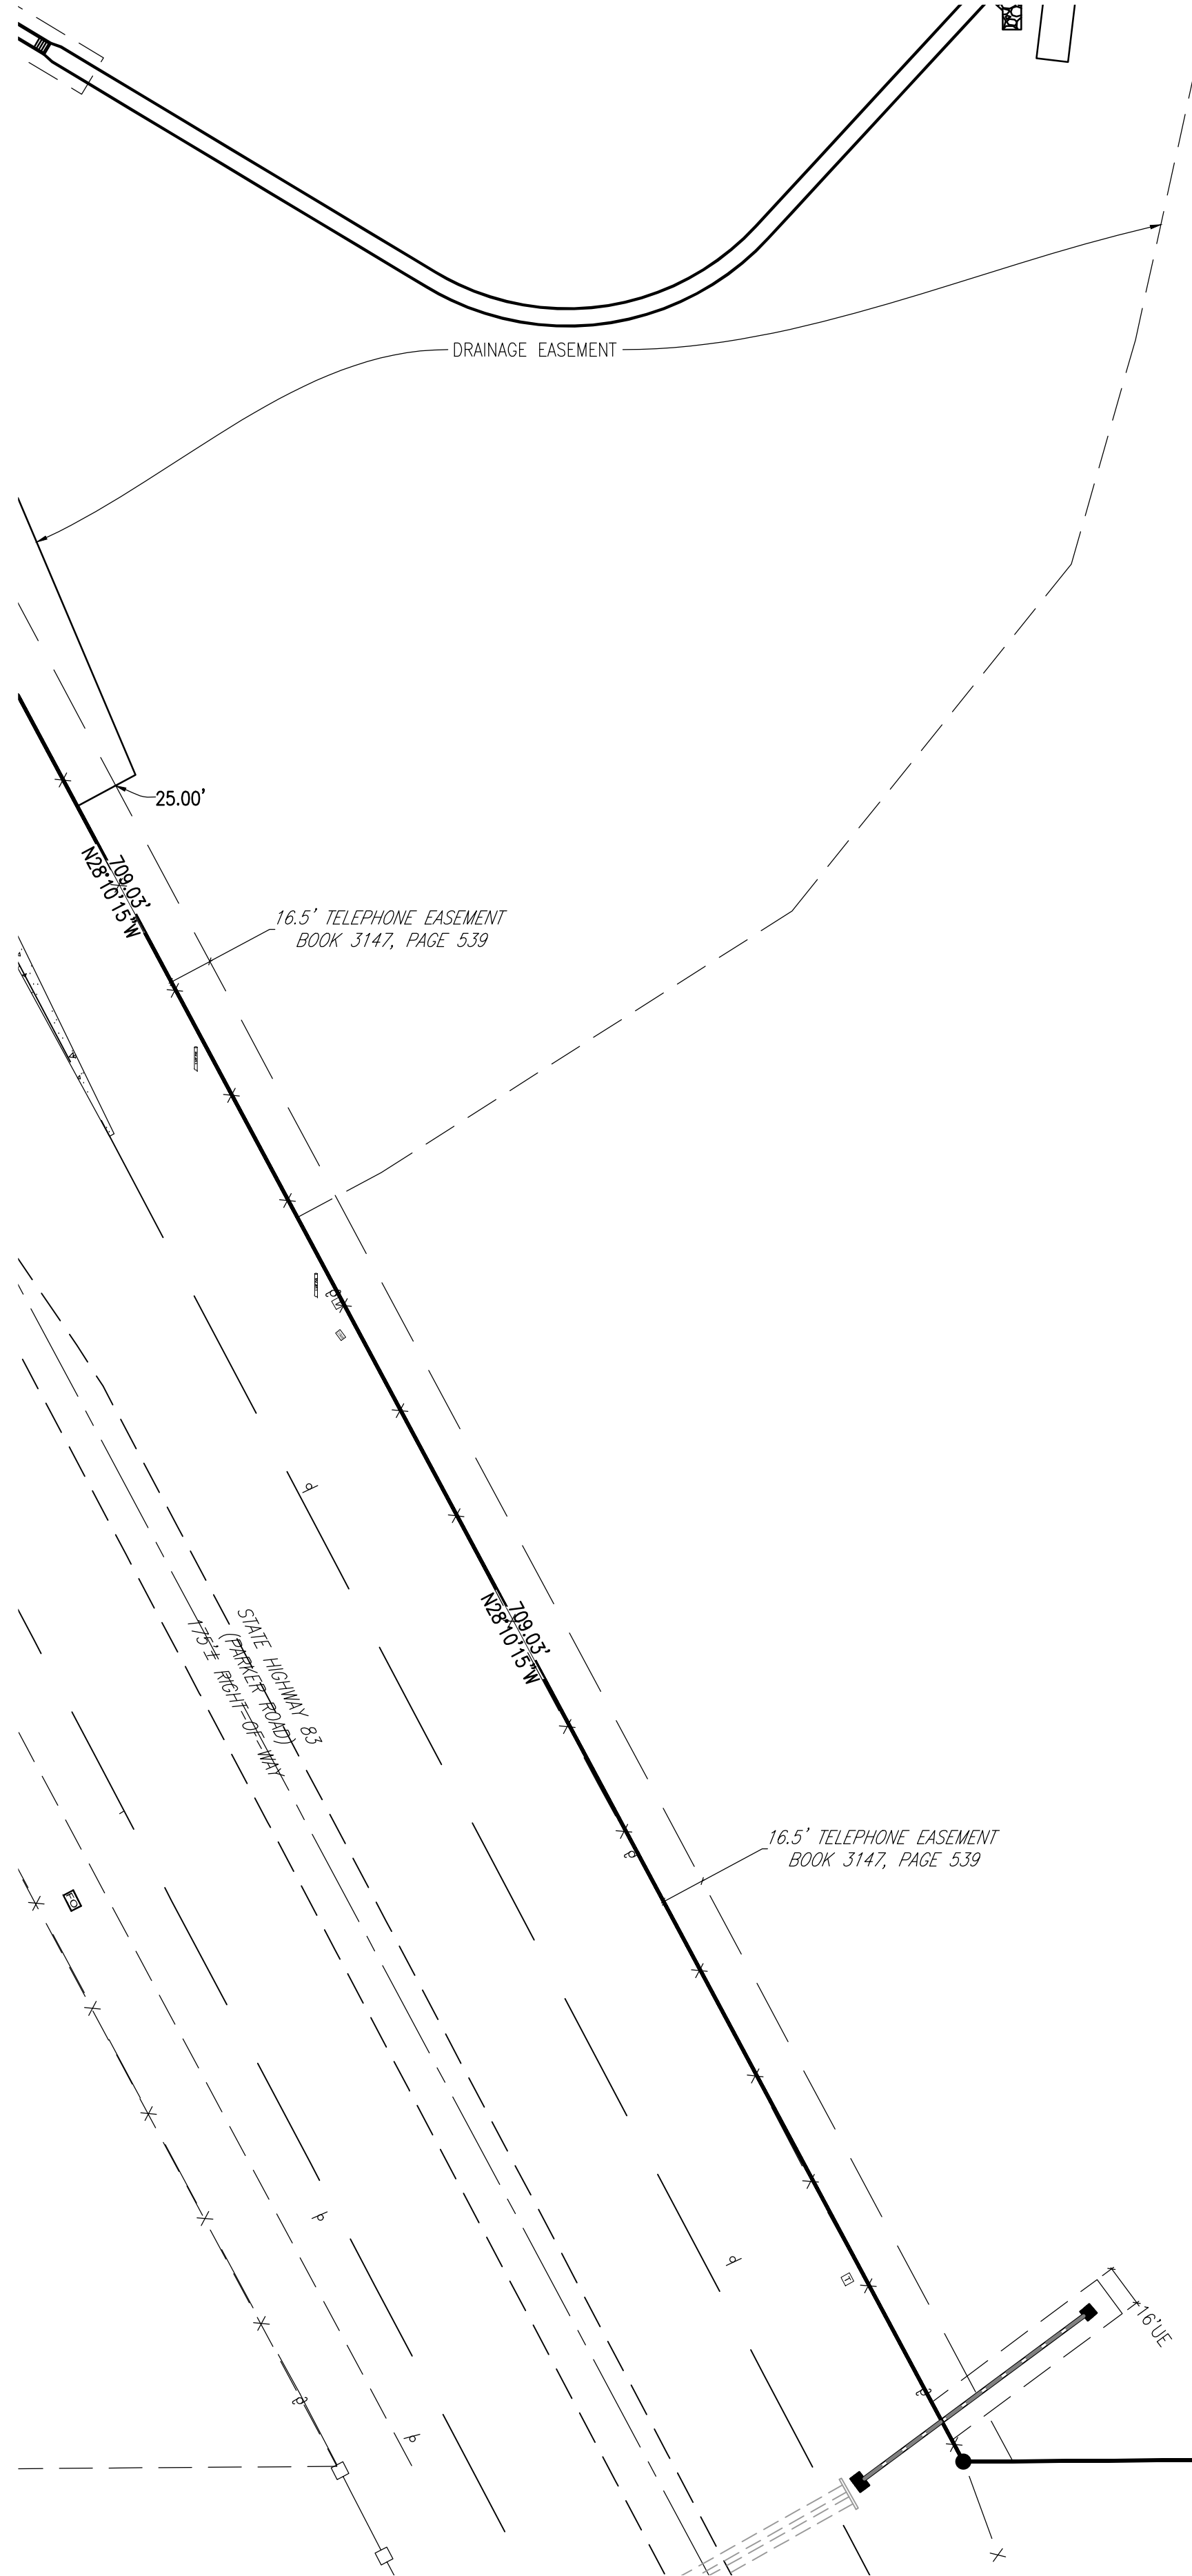 DRAINAGE EASEMENT
25.00'
709.03'
N28°10'15"W
16.5' TELEPHONE EASEMENT
BOOK 3147, PAGE 539
709.03'
N28°10'15"W
STATE HIGHWAY 83
(PARKER ROAD)
175'± RIGHT-OF-WAY
16.5' TELEPHONE EASEMENT
BOOK 3147, PAGE 539
FO
T
16'UE